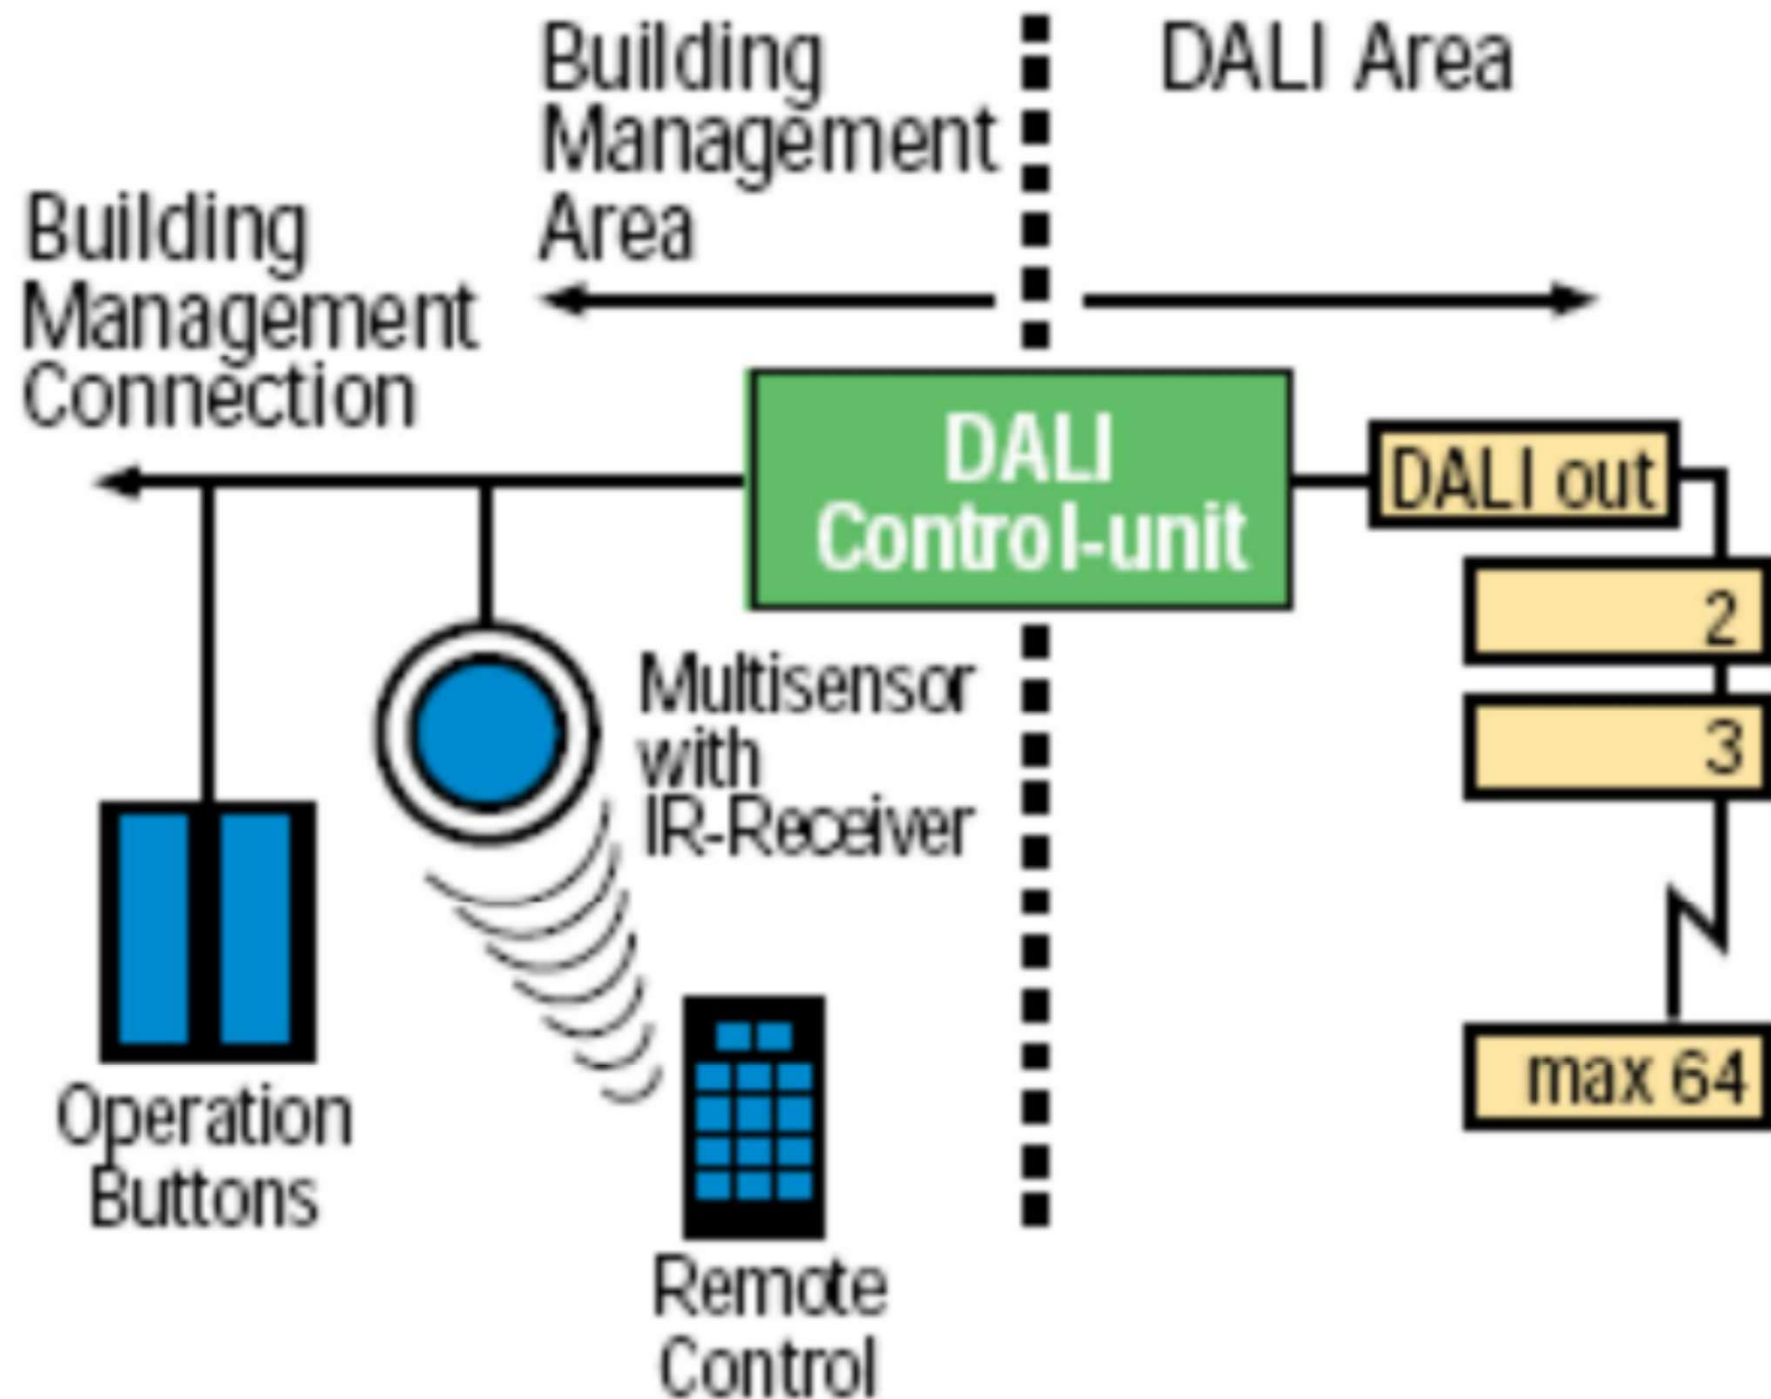 Building
Management
Area
DALI Area
Building
Management
Connection
DALI
Control-unit
DALI out
2
3
max 64
Multisensor
with
IR-Receiver
Operation
Buttons
Remote
Control